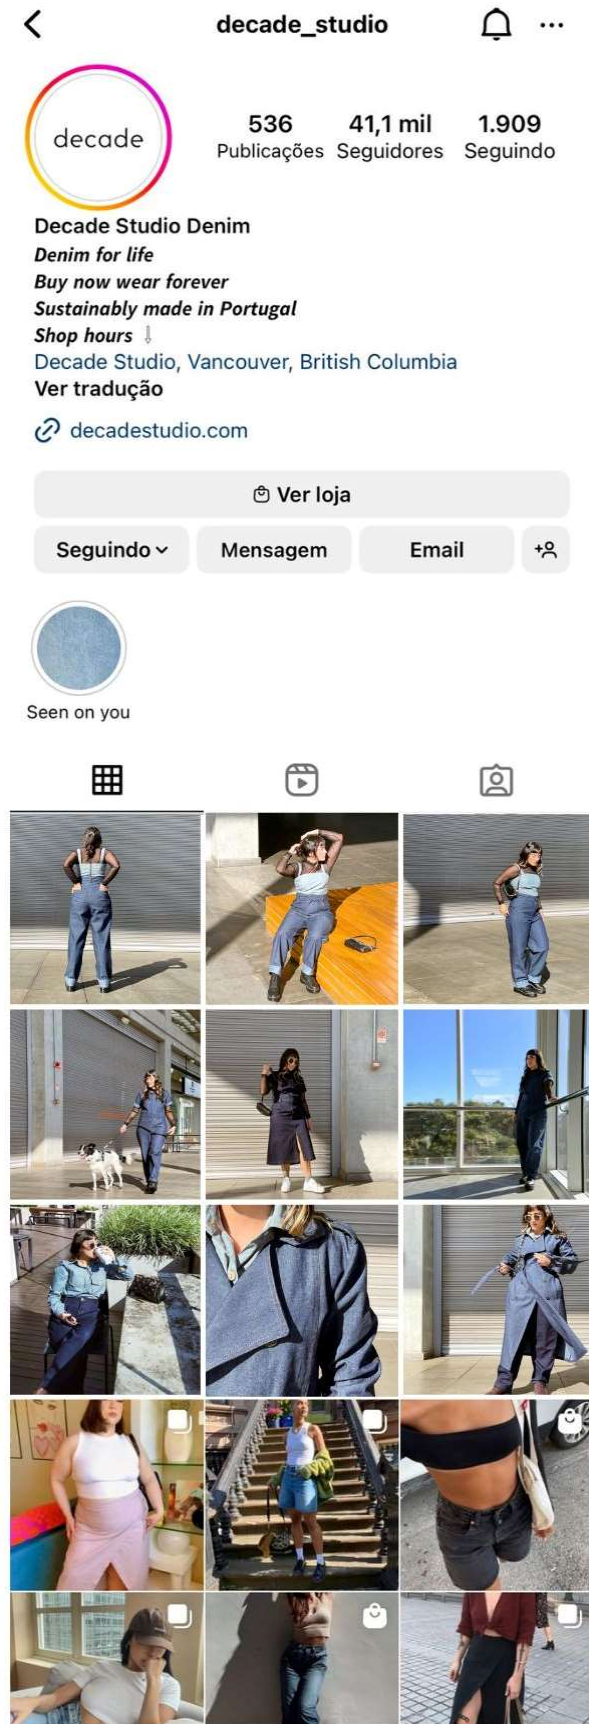 decade_studio
decade
536 41,1 mil 1.909
Publicações Seguidores Seguindo
Decade Studio Denim
Denim for life
Buy now wear forever
Sustainably made in Portugal
Shop hours
Decade Studio, Vancouver, British Columbia
Ver tradução
decadestudio.com
Ver loja
Seguindo Mensagem Email
Seen on you